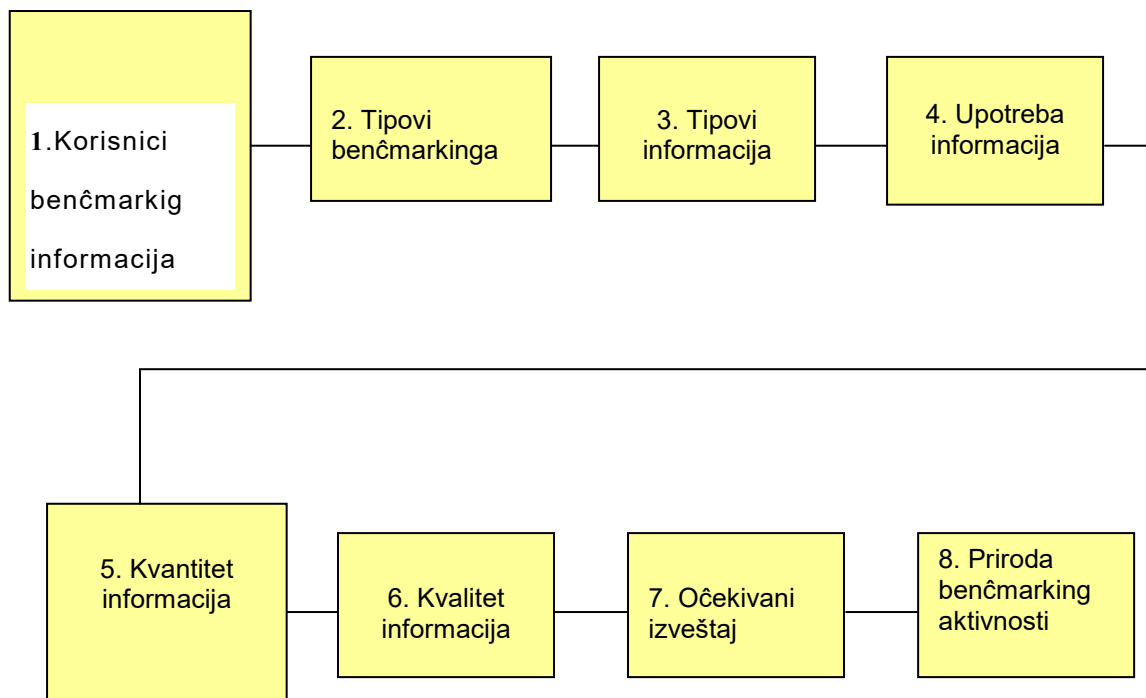 1.Korisnici
benĉmarkig
informacija
2. Tipovi
benĉmarkinga
3. Tipovi
informacija
4. Upotreba
informacija
5. Kvantitet
informacija
6. Kvalitet
informacija
7. Oĉekivani
izveštaj
8. Priroda
benĉmarking
aktivnosti